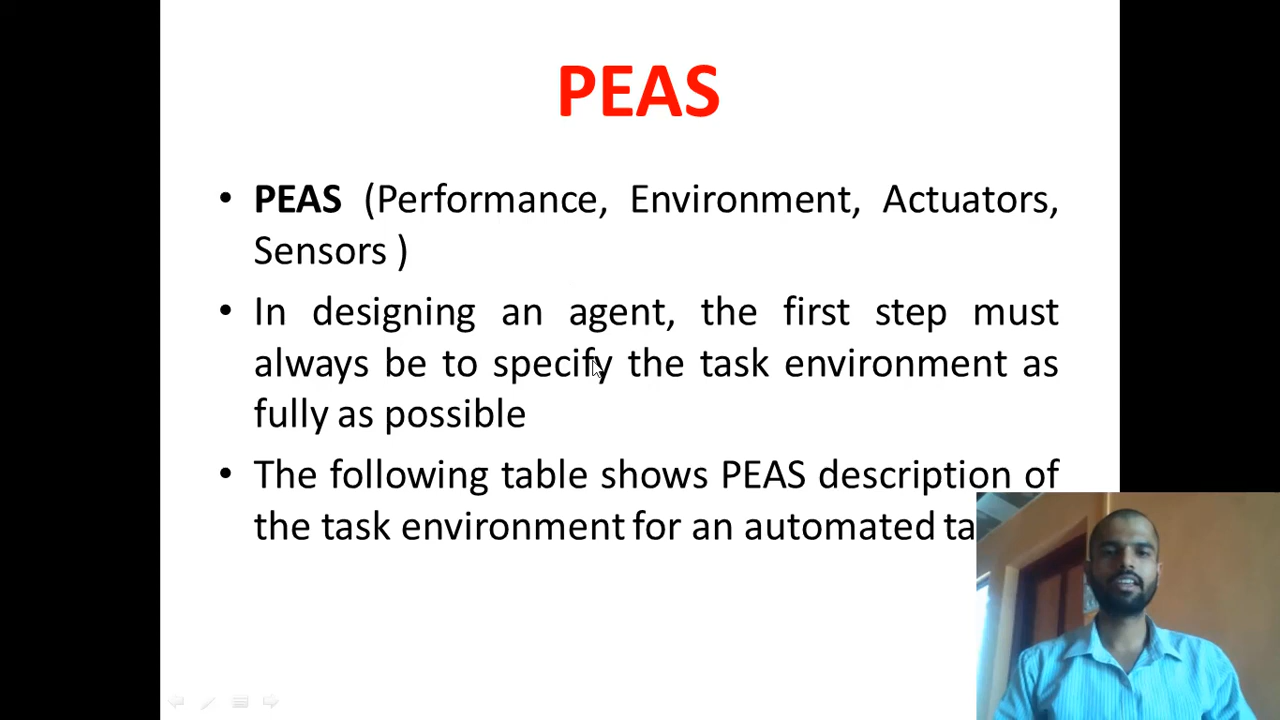 PEAS
• PEAS (Performance, Environment, Actuators,
Sensors )
• In designing an agent, the first step must
always be to specify the task environment as
fully as possible
• The following table shows PEAS description of
the task environment for an automated